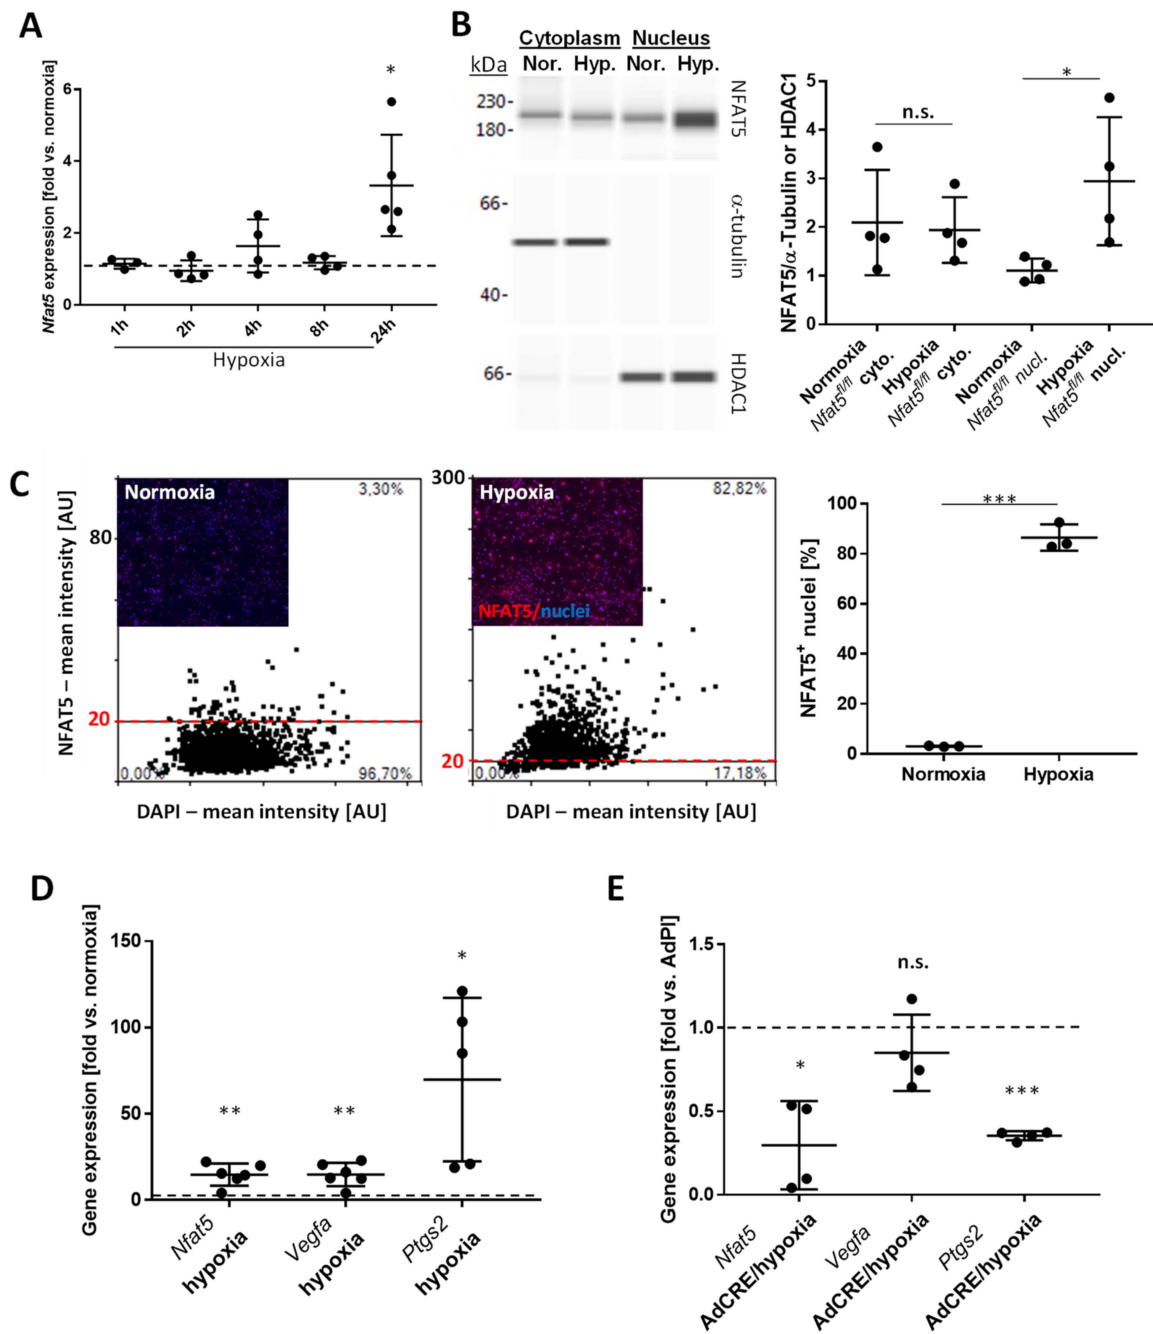 A
Nfat5 expression [fold vs. normoxia]
6
4
2
0
*
1h 2h 4h 8h 24h
Hypoxia
B
Cytoplasm Nucleus
kDa Nor. Hyp. Nor. Hyp.
230-
180-
NFAT5
66-
40-
α-tubulin
66-
HDAC1
NFAT5/α-Tubulin or HDAC1
5
4
3
2
1
0
n.s.
*
Normoxia
Nfat5fl/fl cyto.
Hypoxia
Nfat5fl/fl cyto.
Normoxia
Nfat5fl/fl nucl.
Hypoxia
Nfat5fl/fl nucl.
C
NFAT5 – mean intensity [AU]
80
20
Normoxia
3,30%
0,00%
96,70%
DAPI – mean intensity [AU]
300
20
Hypoxia
82,82%
NFAT5/nuclei
0,00%
17,18%
DAPI – mean intensity [AU]
NFAT5+ nuclei [%]
100
80
60
40
20
0
***
Normoxia Hypoxia
D
Gene expression [fold vs. normoxia]
150
100
50
0
** ** *
Nfat5
hypoxia
Vegfa
hypoxia
Ptgs2
hypoxia
E
Gene expression [fold vs. AdPl]
1.5
1.0
0.5
0.0
*
n.s.
***
Nfat5
AdCRE/hypoxia
Vegfa
AdCRE/hypoxia
Ptgs2
AdCRE/hypoxia